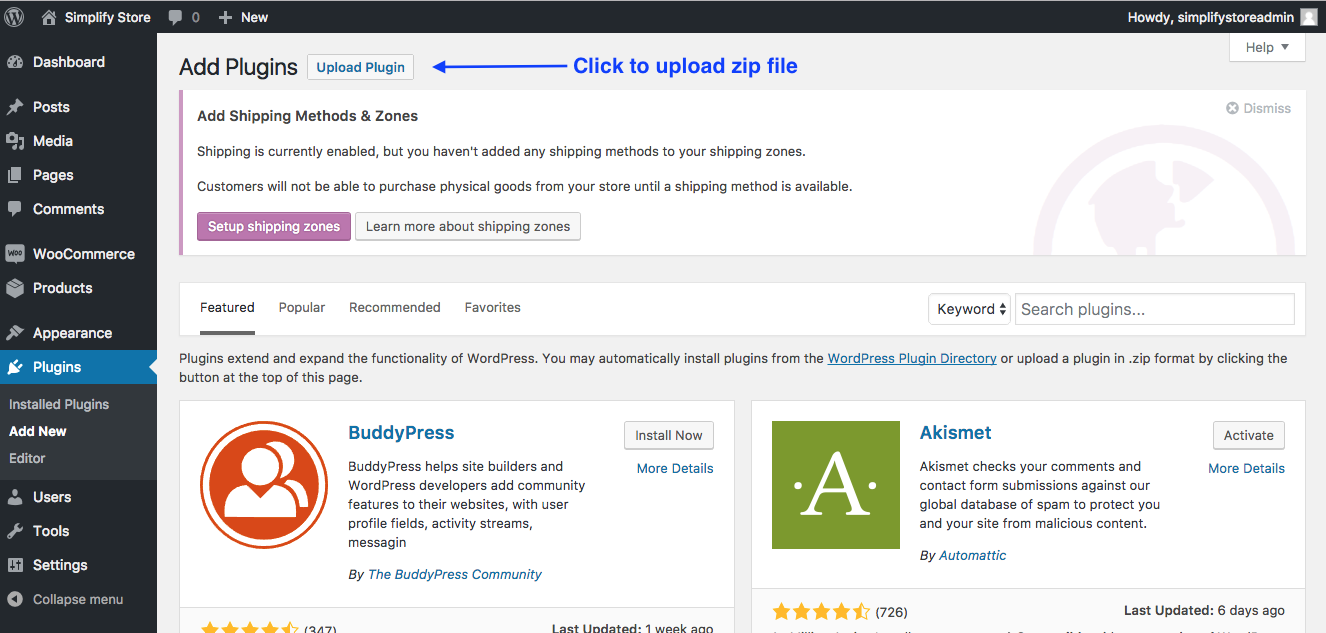 Simplify Store 0 New Howdy, simplifystoreadmin
Help
Dashboard
Posts
Media
Pages
Comments
WOO WooCommerce
Products
Appearance
Plugins
Installed Plugins
Add New
Editor
Users
Tools
Settings
Collapse menu
Add Plugins Upload Plugin Click to upload zip file
Add Shipping Methods & Zones Dismiss
Shipping is currently enabled, but you haven't added any shipping methods to your shipping zones.
Customers will not be able to purchase physical goods from your store until a shipping method is available.
Setup shipping zones Learn more about shipping zones
Featured Popular Recommended Favorites Keyword Search plugins...
Plugins extend and expand the functionality of WordPress. You may automatically install plugins from the WordPress Plugin Directory or upload a plugin in .zip format by clicking the
button at the top of this page.
BuddyPress Install Now
More Details
BuddyPress helps site builders and
WordPress developers add community
features to their websites, with user
profile fields, activity streams,
messagin
By The BuddyPress Community
(347) Last Updated: 1 week ago
A
Akismet Activate
More Details
Akismet checks your comments and
contact form submissions against our
global database of spam to protect you
and your site from malicious content.
By Automattic
(726) Last Updated: 6 days ago